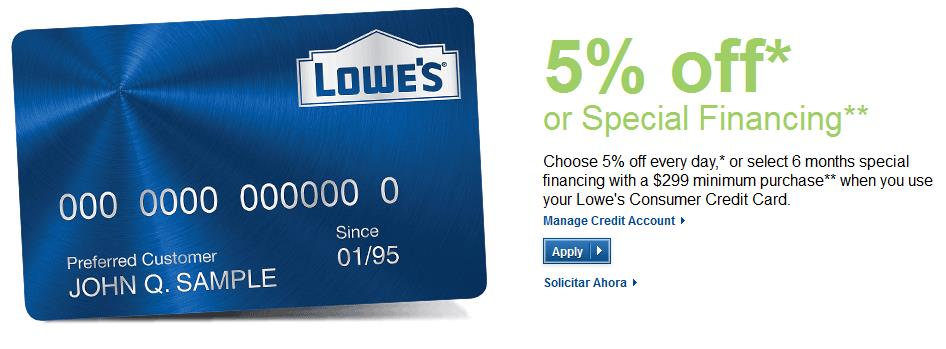 LOWE'S®
000 0000 000000 0
Since
Preferred Customer 01/95
JOHN Q. SAMPLE
5% off*
or Special Financing**
Choose 5% off every day,* or select 6 months special
financing with a $299 minimum purchase** when you use
your Lowe's Consumer Credit Card.
Manage Credit Account
Apply
Solicitar Ahora